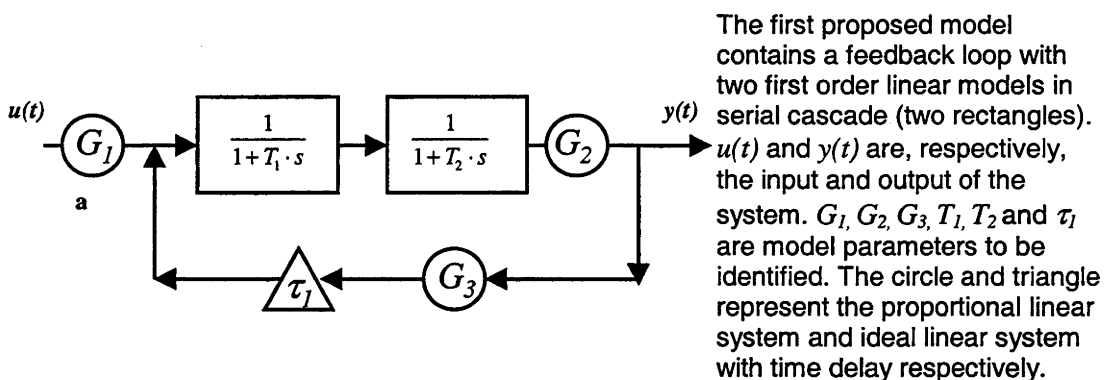 The first proposed model
contains a feedback loop with
two first order linear models in
serial cascade (two rectangles).
u(t) and y(t) are, respectively,
the input and output of the
system. G₁, G₂, G₃, T₁, T₂ and τ₁
are model parameters to be
identified. The circle and triangle
represent the proportional linear
system and ideal linear system
with time delay respectively.
u(t)
G₁
a
1
1+T₁·s
1
1+T₂·s
G₂
y(t)
τ₁
G₃